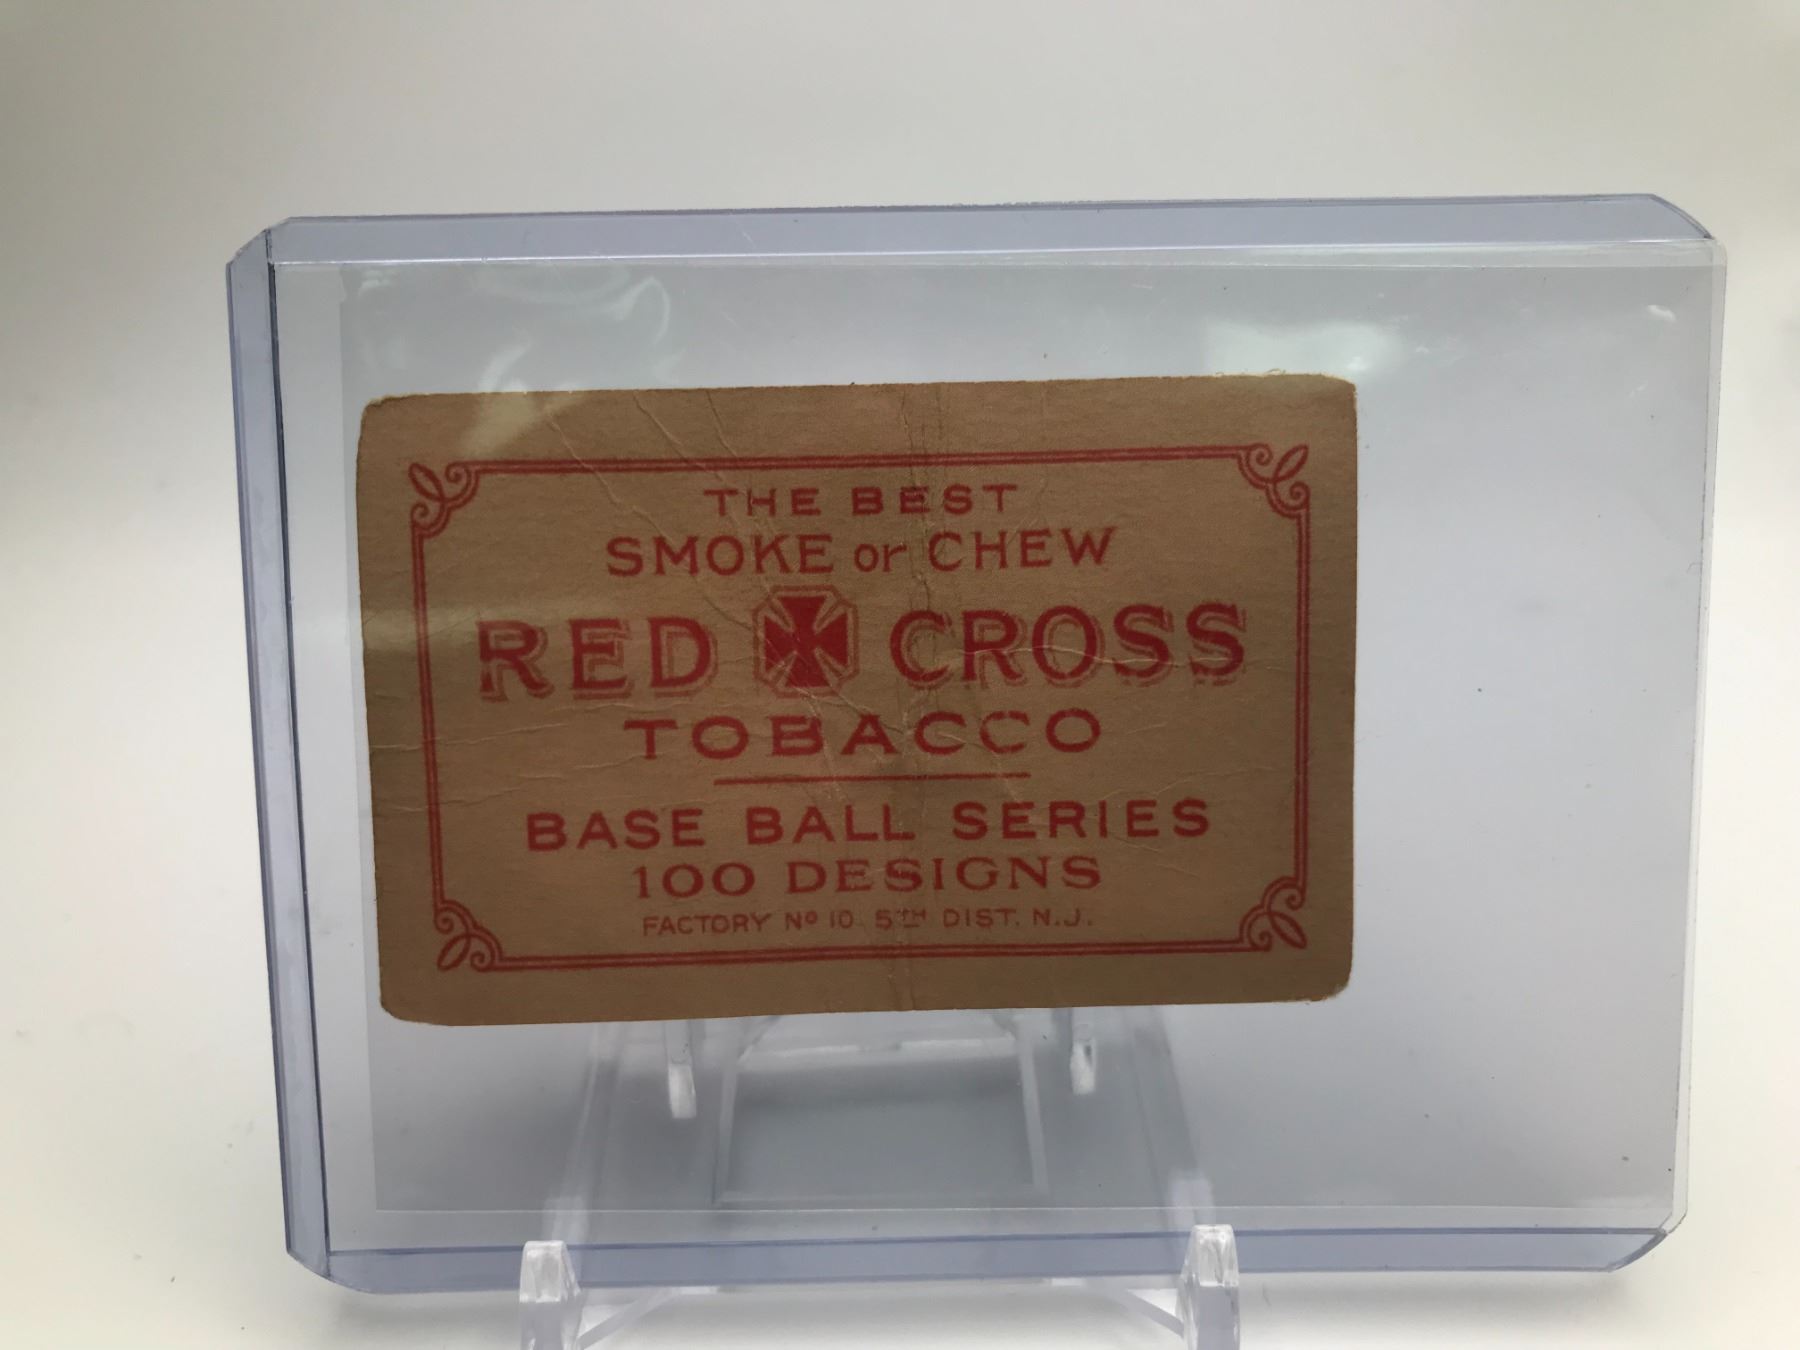 THE BEST
SMOKE or CHEW
RED CROSS
TOBACCO
BASE BALL SERIES
100 DESIGNS
FACTORY Nº 10 5TH DIST. N.J.